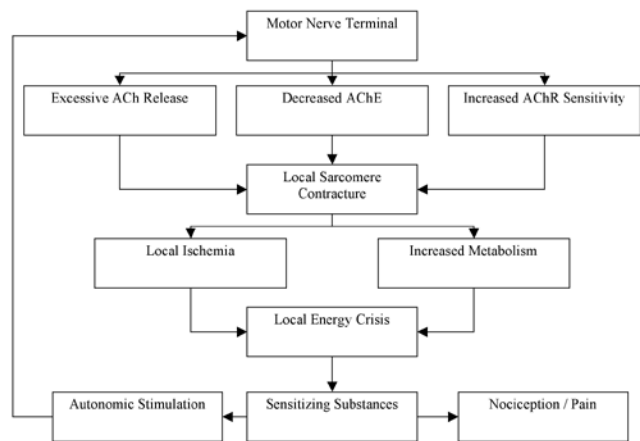 Motor Nerve Terminal
Excessive ACh Release
Decreased AChE
Increased AChR Sensitivity
Local Sarcomere
Contracture
Local Ischemia
Increased Metabolism
Local Energy Crisis
Autonomic Stimulation
Sensitizing Substances
Nociception / Pain